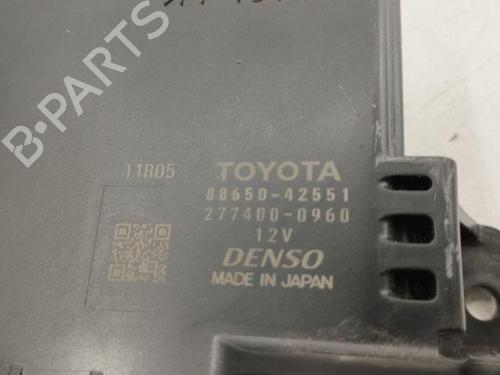 B-PARTS
11R05
TOYOTA
88650-42551
277400-0960
12V
DENSO
MADE IN JAPAN